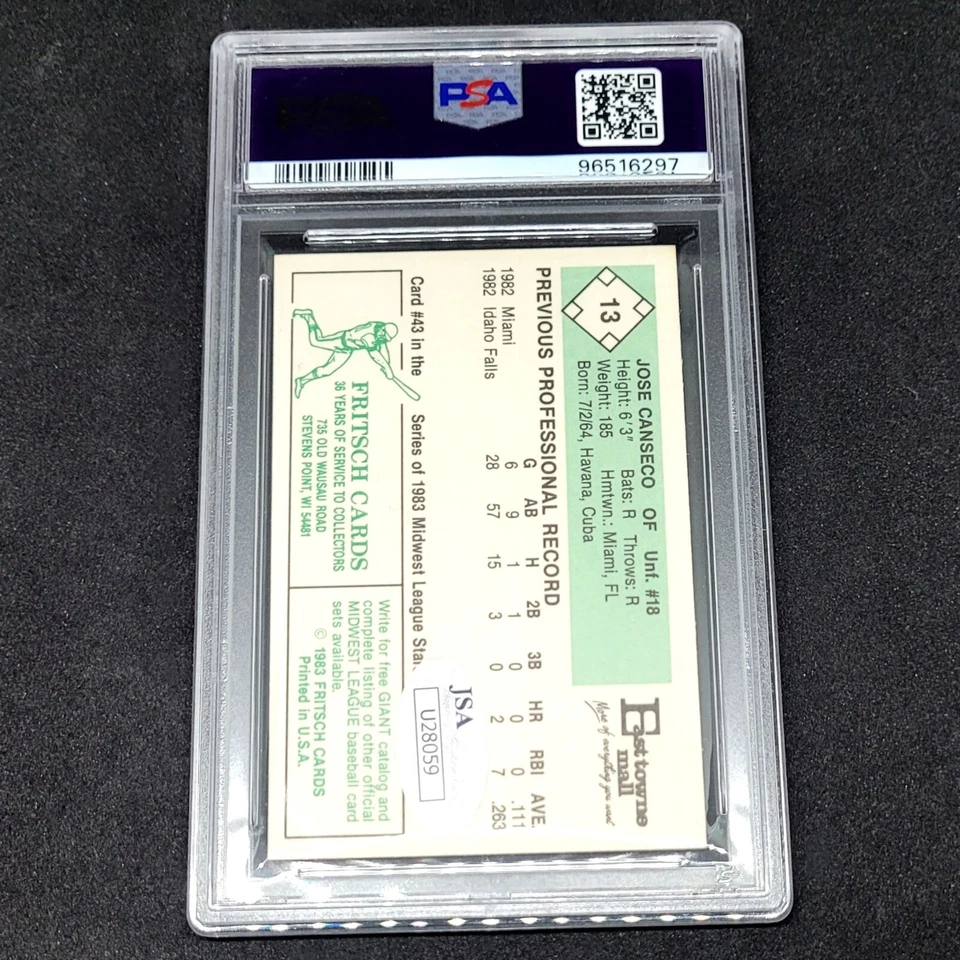 PSA
96516297
13
JOSE CANSECO OF Unf. #18
Height: 6'3" Bats: R Throws: R
Weight: 185 Hmtwn.: Miami, FL
Born: 7/2/64, Havana, Cuba
East towne
mall
More of everything you want
PREVIOUS PROFESSIONAL RECORD
G AB H 2B 3B HR RBI AVE.
1982 Miami 6 9 1 1 0 0 0 .111
1982 Idaho Falls 28 57 15 3 0 2 7 .263
JSA
U28059
Card #43 in the Series of 1983 Midwest League
FRITSCH CARDS
36 YEARS OF SERVICE TO COLLECTORS
735 OLD WAUSAU ROAD
STEVENS POINT, WI 54481
Write for free GIANT catalog and
complete listing of other official
MIDWEST LEAGUE baseball card
sets available.
© 1983 FRITSCH CARDS
Printed in U.S.A.